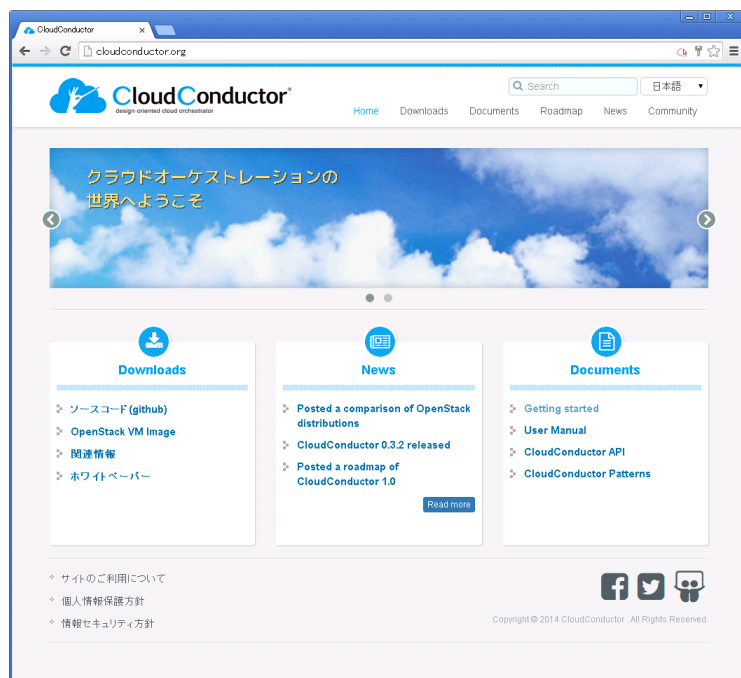 CloudConductor
cloudconductor.org
CloudConductor®
design-oriented cloud orchestrator
Search
日本語
Home Downloads Documents Roadmap News Community
クラウドオーケストレーションの
世界へようこそ
Downloads
ソースコード(github)
OpenStack VM Image
関連情報
ホワイトペーパー
News
Posted a comparison of OpenStack
distributions
CloudConductor 0.3.2 released
Posted a roadmap of
CloudConductor 1.0
Read more
Documents
Getting started
User Manual
CloudConductor API
CloudConductor Patterns
サイトのご利用について
個人情報保護方針
情報セキュリティ方針
Copyright © 2014 CloudConductor . All Rights Reserved.